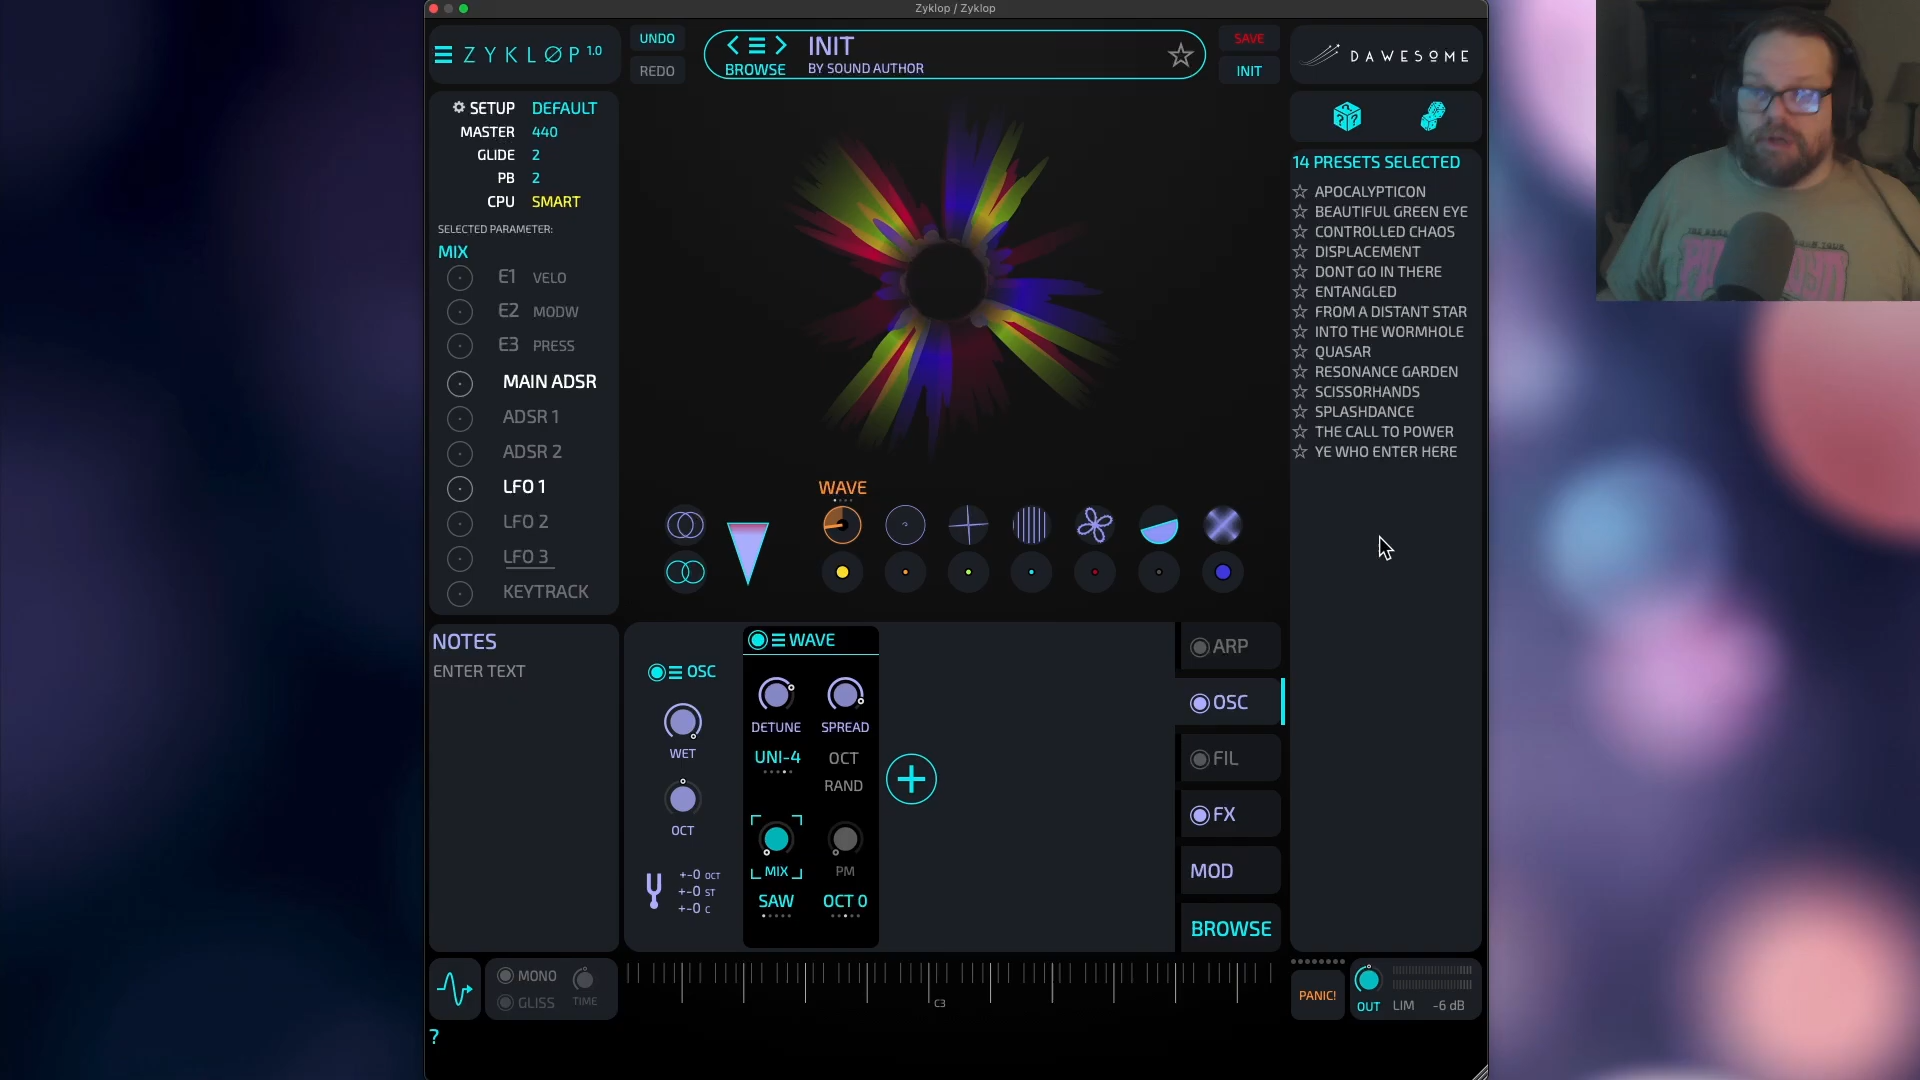 Zyklop / Zyklop
ZYKLØP 1.0
UNDO
REDO
BROWSE
INIT
BY SOUND AUTHOR
SAVE
INIT
DAWESOME
SETUP DEFAULT
MASTER 440
GLIDE 2
PB 2
CPU SMART
SELECTED PARAMETER:
MIX
E1 VELO
E2 MODW
E3 PRESS
MAIN ADSR
ADSR 1
ADSR 2
LFO 1
LFO 2
LFO 3
KEYTRACK
14 PRESETS SELECTED
APOCALYPTICON
BEAUTIFUL GREEN EYE
CONTROLLED CHAOS
DISPLACEMENT
DONT GO IN THERE
ENTANGLED
FROM A DISTANT STAR
INTO THE WORMHOLE
QUASAR
RESONANCE GARDEN
SCISSORHANDS
SPLASHDANCE
THE CALL TO POWER
YE WHO ENTER HERE
WAVE
NOTES
ENTER TEXT
OSC
WET
OCT
+-0 OCT
+-0 ST
+-0 C
WAVE
DETUNE SPREAD
UNI-4 OCT
RAND
MIX PM
SAW OCT 0
ARP
OSC
FIL
FX
MOD
BROWSE
MONO
GLISS TIME
C3
PANIC!
OUT LIM -6 dB
?